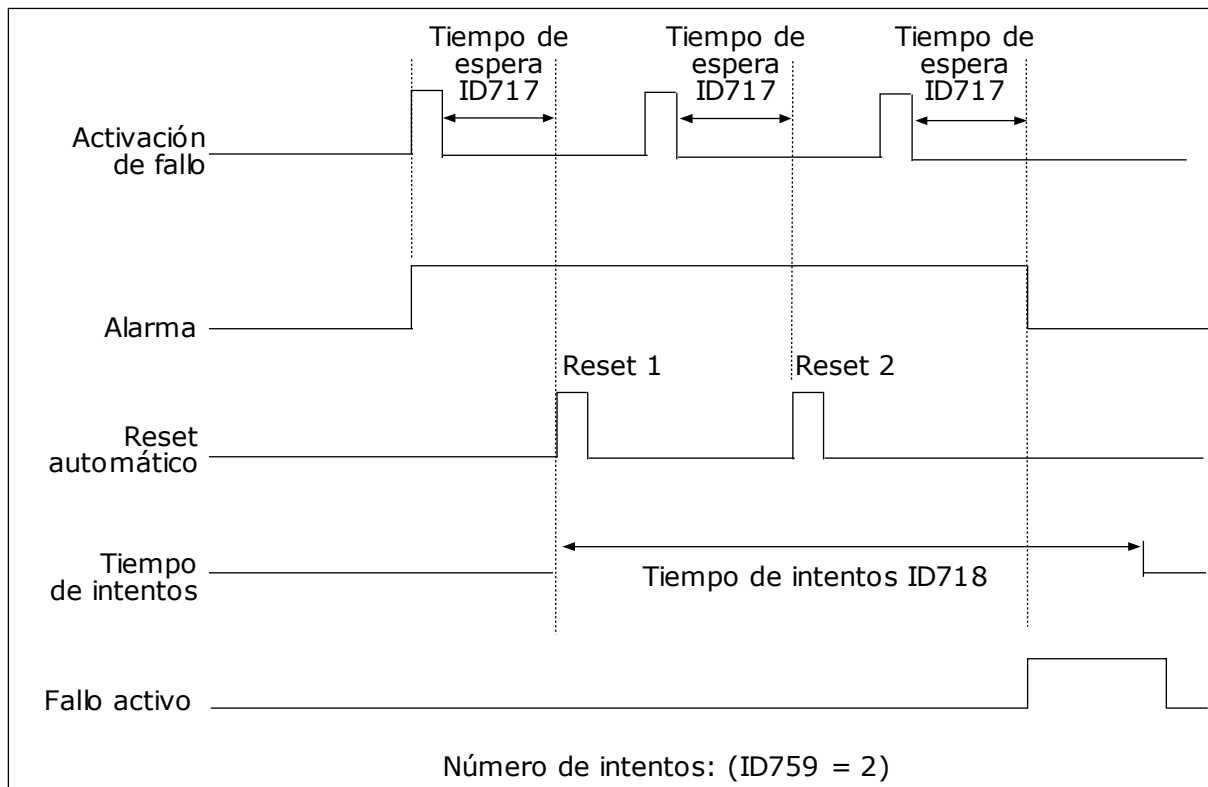 Tiempo de
espera
ID717
Tiempo de
espera
ID717
Tiempo de
espera
ID717
Activación
de fallo
Alarma
Reset 1
Reset 2
Reset
automático
Tiempo
de intentos
Tiempo de intentos ID718
Fallo activo
Número de intentos: (ID759 = 2)